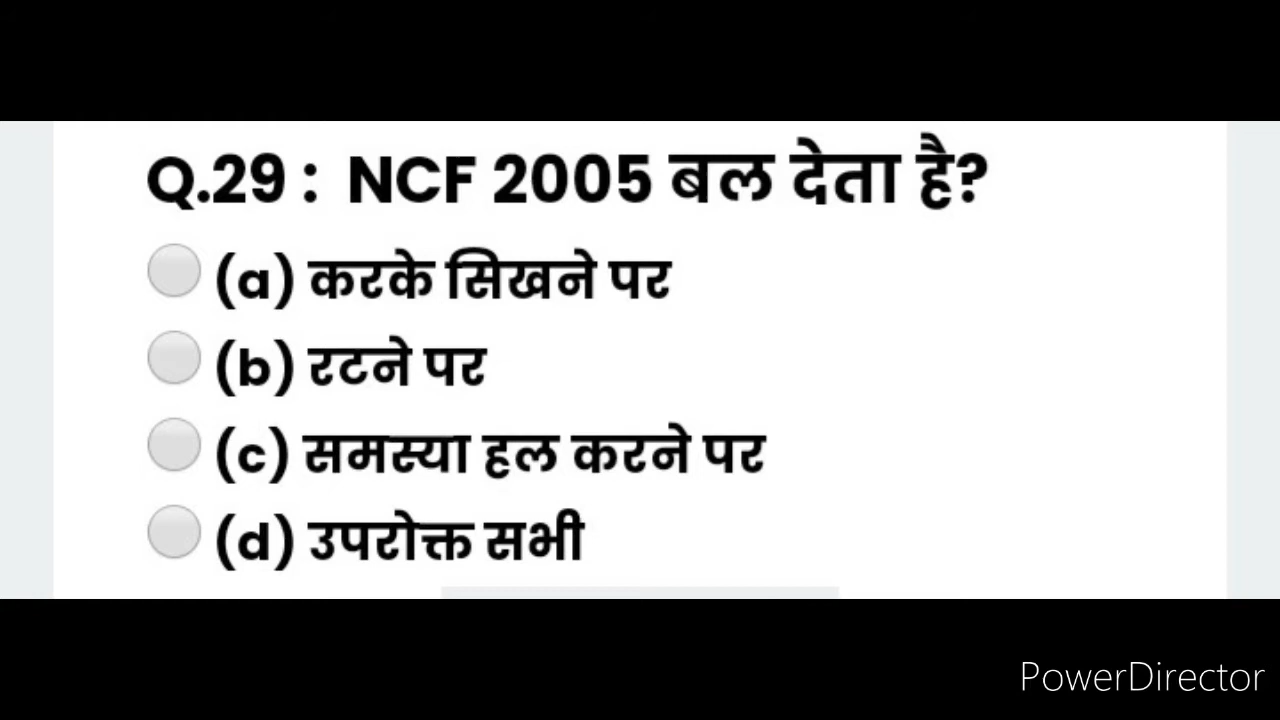 Q.29 : NCF 2005 बल देता है?
(a) करके सिखने पर
(b) रटने पर
(c) समस्या हल करने पर
(d) उपरोक्त सभी
PowerDirector